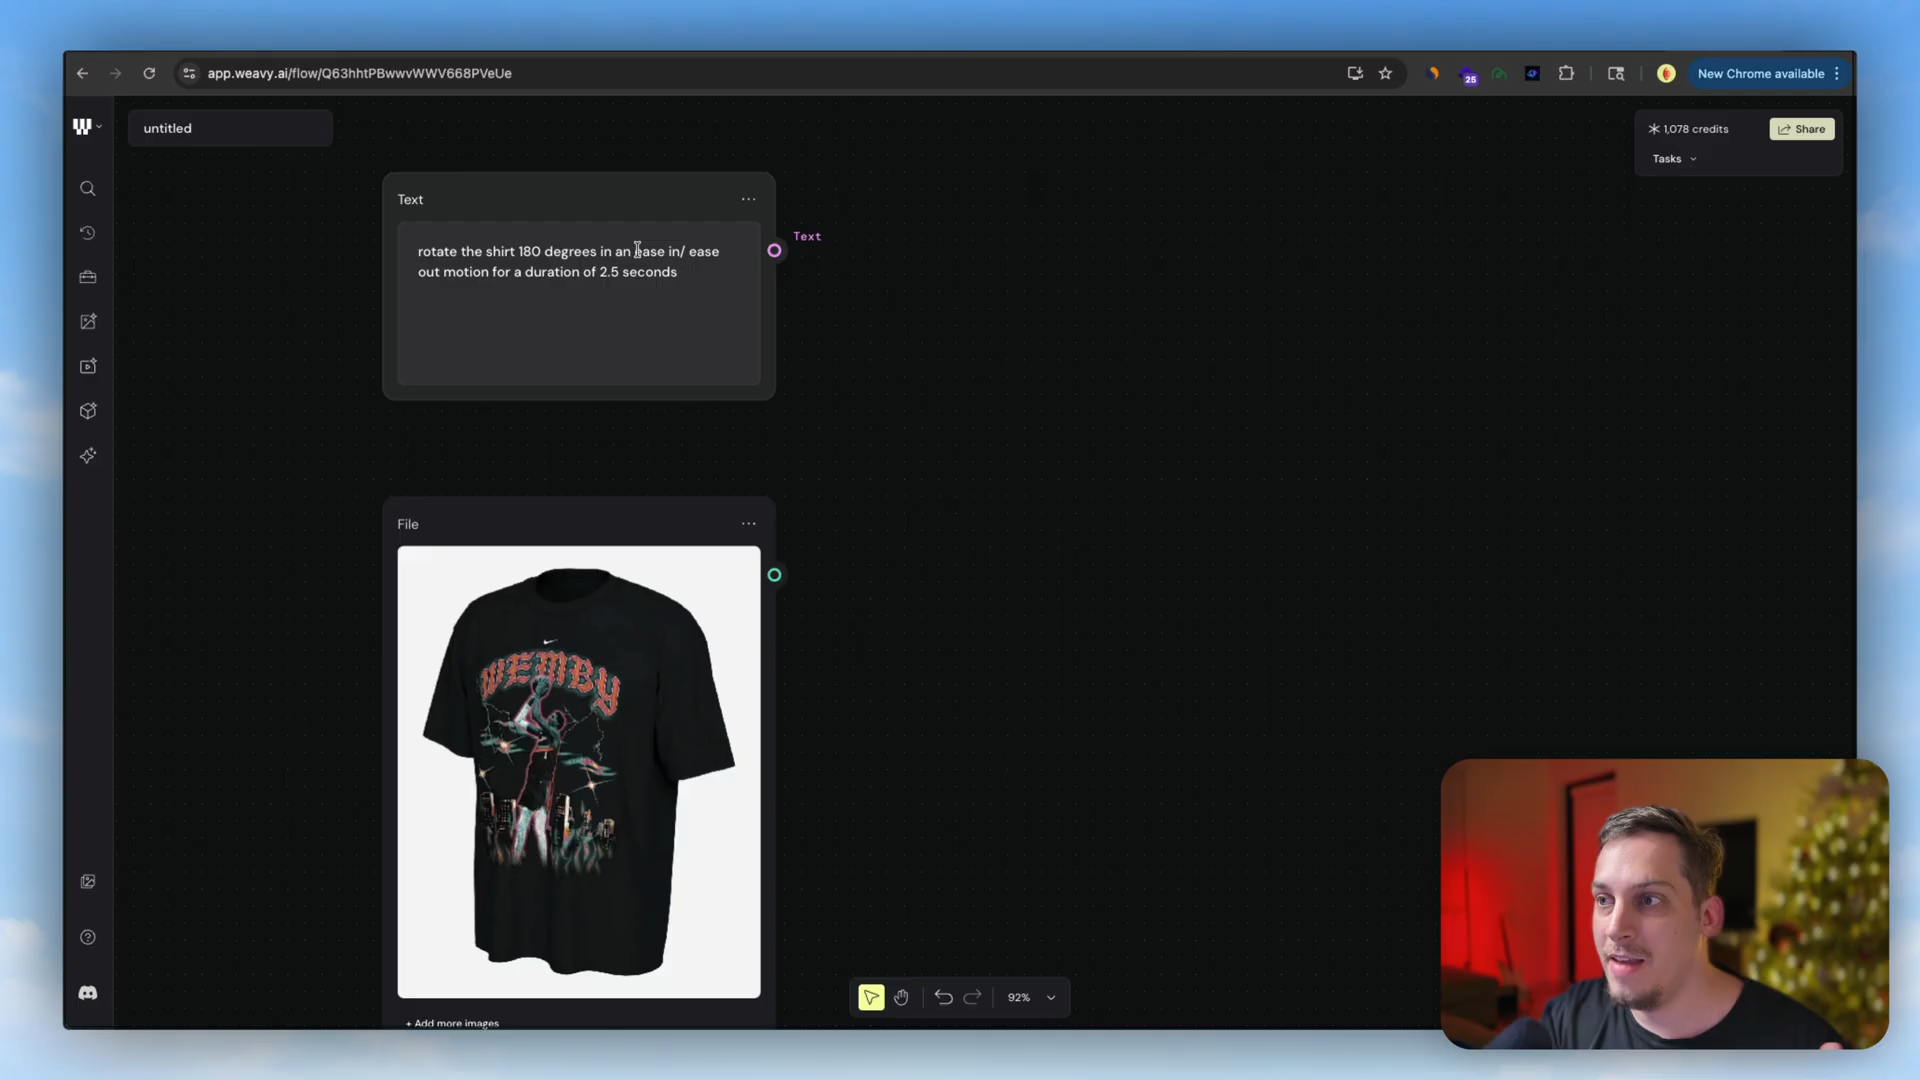 app.weavy.ai/flow/Q63hhtPBwwvWWV668PVeUe
25
New Chrome available
untitled
1,078 credits
Share
Tasks
Text
rotate the shirt 180 degrees in an ease in/ ease
out motion for a duration of 2.5 seconds
Text
File
WEMBY
+ Add more images
92%